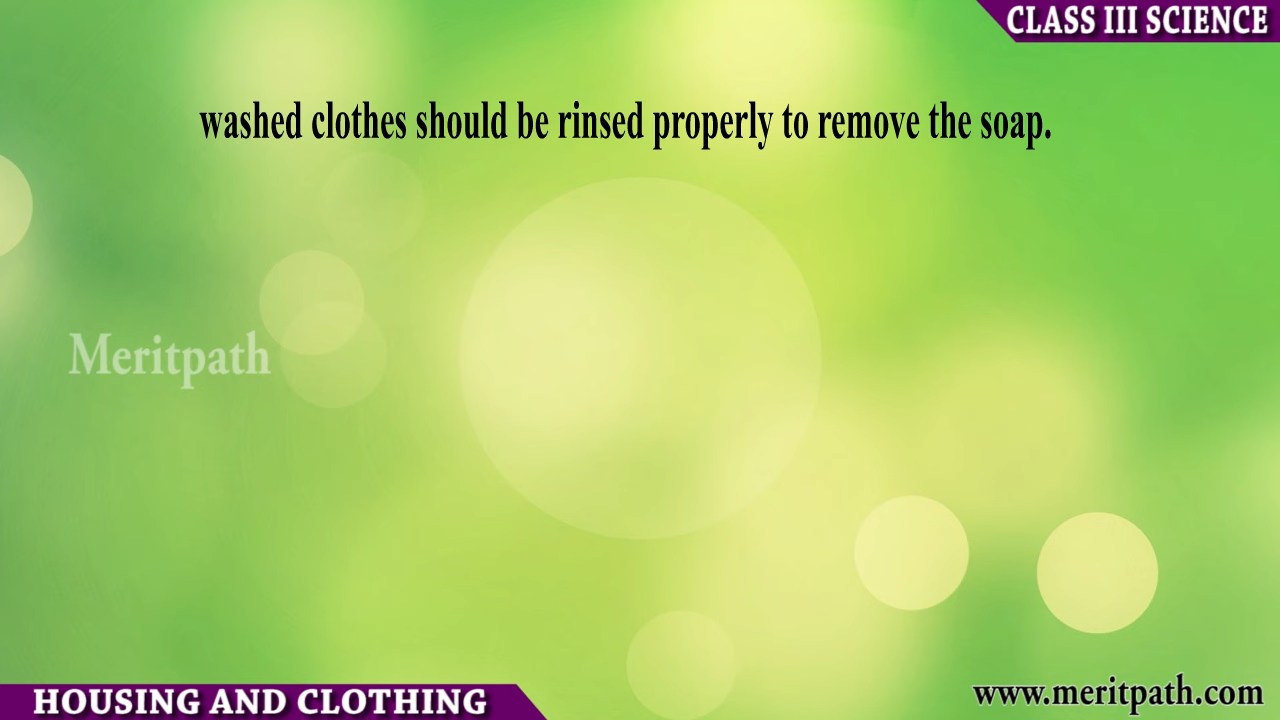 CLASS III SCIENCE
washed clothes should be rinsed properly to remove the soap.
Meritpath
HOUSING AND CLOTHING
www.meritpath.com